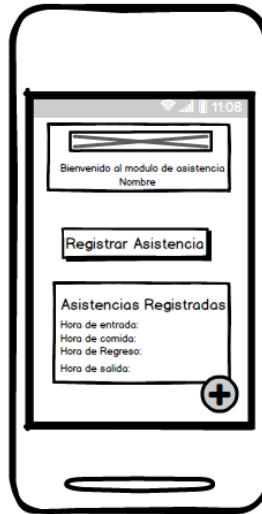 11:08
Bienvenido al modulo de asistencia
Nombre
Registrar Asistencia
Asistencias Registradas
Hora de entrada:
Hora de comida:
Hora de Regreso:
Hora de salida: